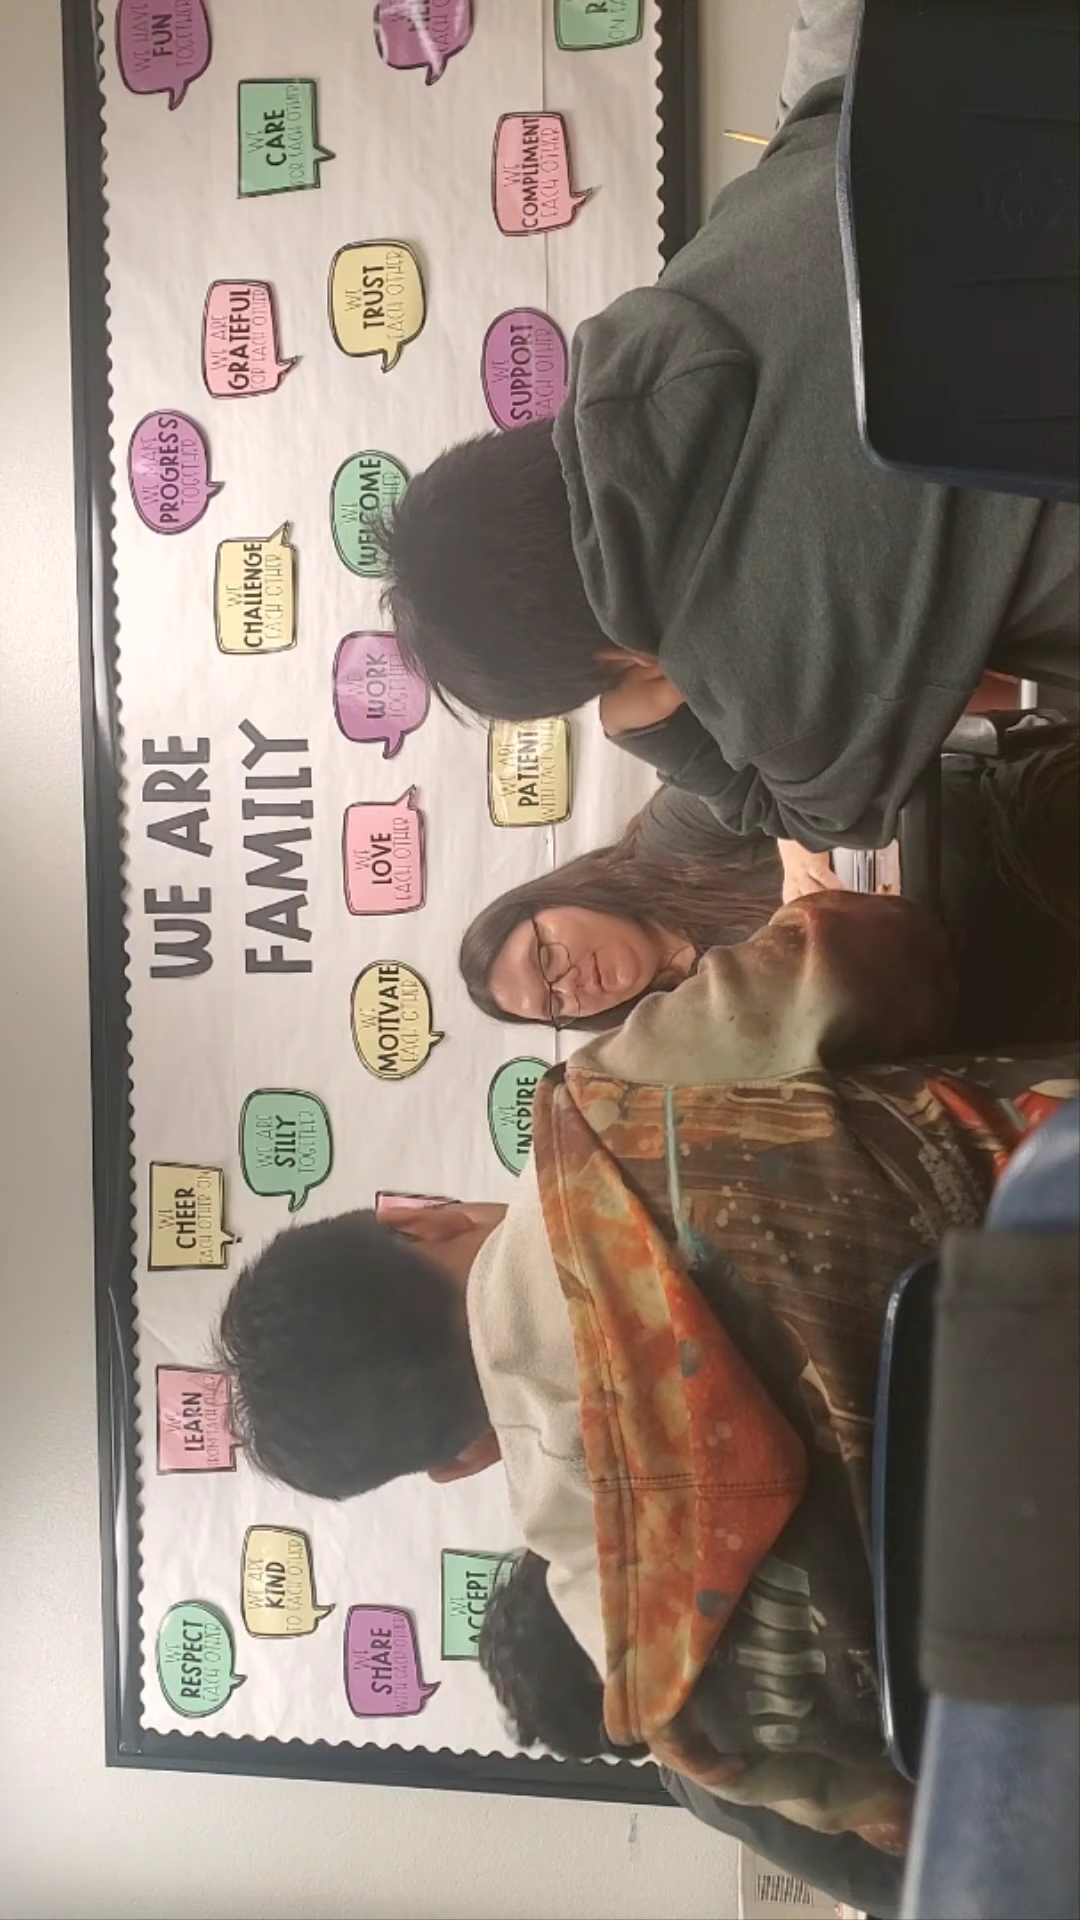 WE ARE
FAMILY
WE
RESPECT
EACH OTHER
WE
LEARN
FROM EACH OTHER
WE
CHEER
EACH OTHER ON
WE MAKE
PROGRESS
TOGETHER
WE HAVE
FUN
TOGETHER
WE ARE
KIND
TO EACH OTHER
WE ARE
SILLY
TOGETHER
WE
CHALLENGE
EACH OTHER
WE ARE
GRATEFUL
FOR EACH OTHER
WE
CARE
FOR EACH OTHER
WE
SHARE
WITH EACH OTHER
WE
MOTIVATE
EACH OTHER
WE
LOVE
EACH OTHER
WE
WORK
TOGETHER
WE
WELCOME
WE
TRUST
EACH OTHER
WE
ACCEPT
WE
INSPIRE
WE ARE
PATIENT
WITH EACH
WE
SUPPORT
EACH OTHER
WE
COMPLIMENT
EACH OTHER